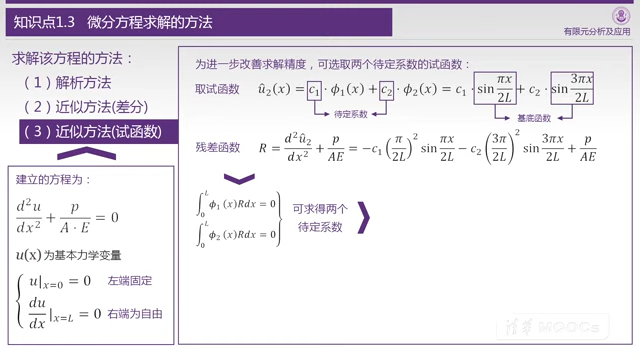 知识点1.3 微分方程求解的方法
有限元分析及应用
求解该方程的方法：
（1）解析方法
（2）近似方法(差分)
（3）近似方法(试函数)
建立的方程为：
d²u/dx² + p/(A·E) = 0
u(x)为基本力学变量
u|ₓ₌₀ = 0 左端固定
du/dx|ₓ₌L = 0 右端为自由
为进一步改善求解精度，可选取两个待定系数的试函数：
取试函数 û₂(x) = c₁·ϕ₁(x) + c₂·ϕ₂(x) = c₁·sin πx/2L + c₂·sin 3πx/2L
待定系数 基底函数
残差函数 R = d²û₂/dx² + p/AE = −c₁(π/2L)² sin πx/2L − c₂(3π/2L)² sin 3πx/2L + p/AE
∫₀ᴸ ϕ₁(x)Rdx = 0
∫₀ᴸ ϕ₂(x)Rdx = 0
可求得两个
待定系数
清华 MOOCs